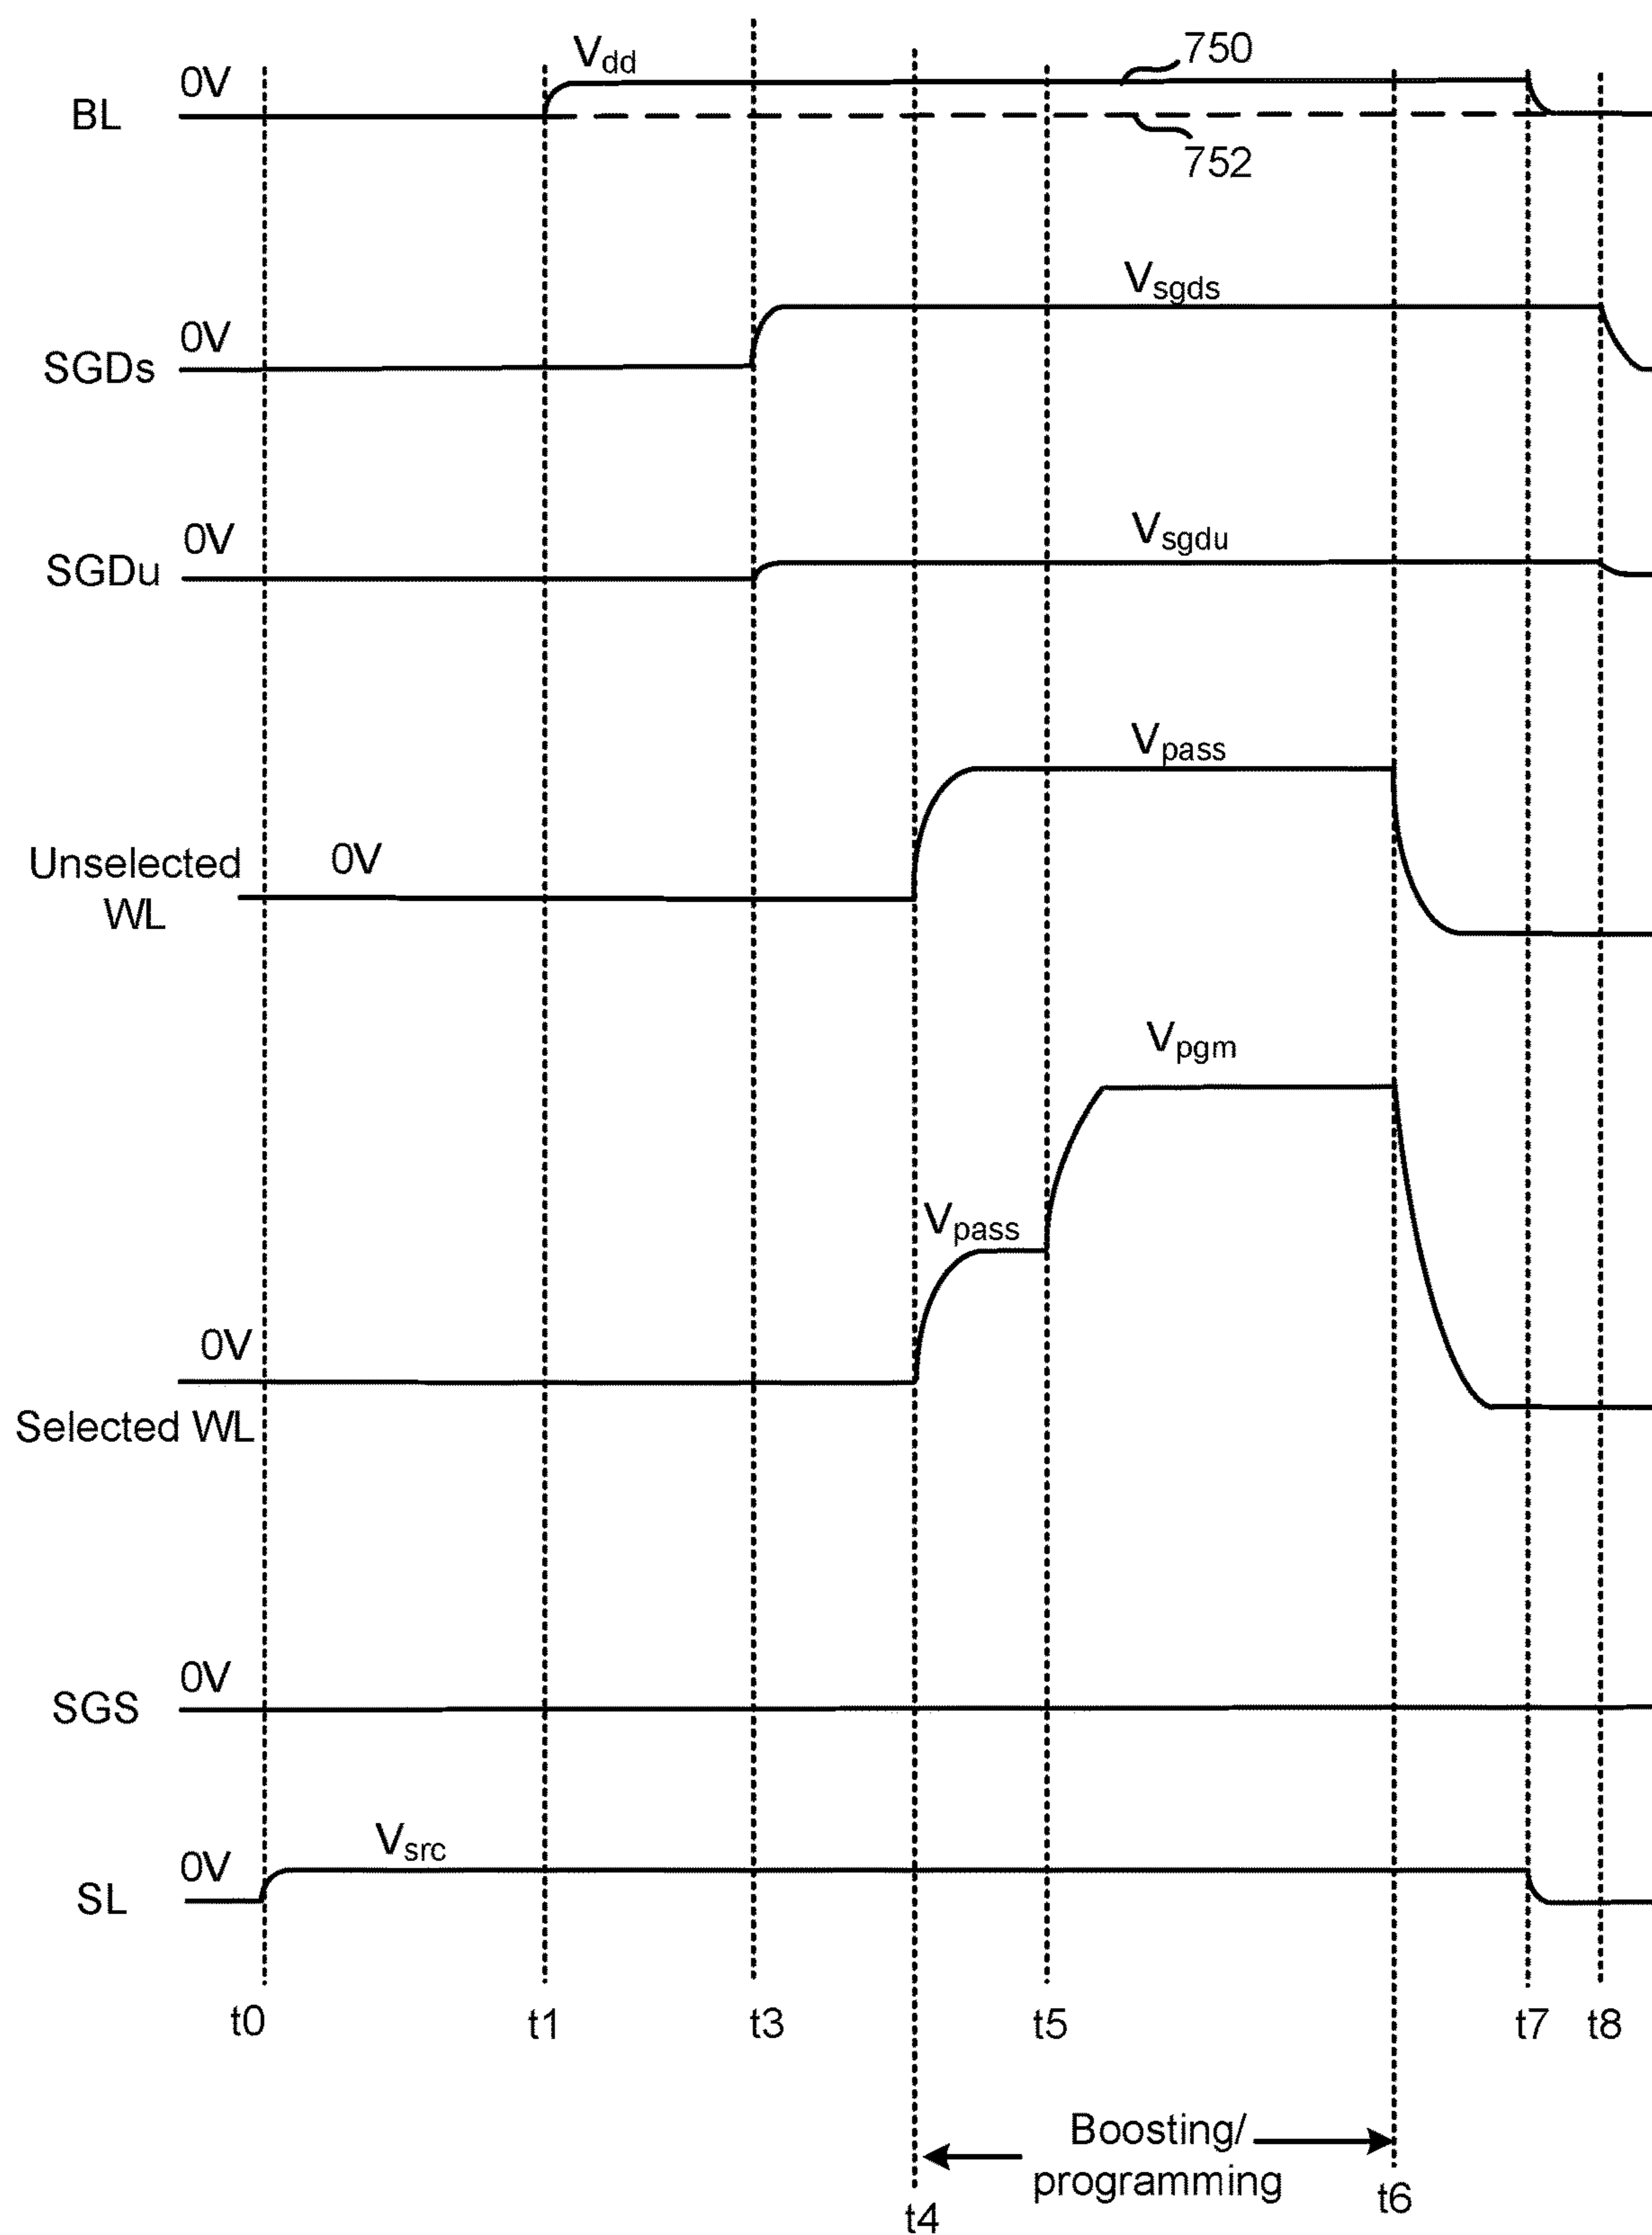 Vdd
750
0V
BL
752
Vsgds
0V
SGDs
Vsgdu
0V
SGDu
Vpass
Unselected
WL
0V
Vpgm
Vpass
0V
Selected WL
0V
SGS
Vsrc
0V
SL
t0
t1
t3
t5
t7
t8
Boosting/
programming
t4
t6